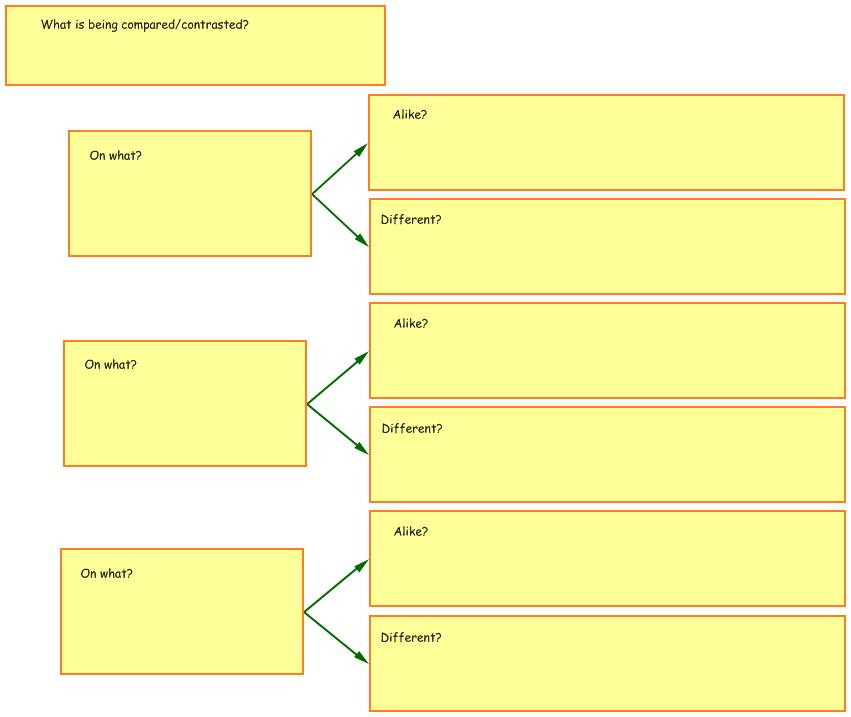 What is being compared/contrasted?
Alike?
On what?
Different?
Alike?
On what?
Different?
Alike?
On what?
Different?